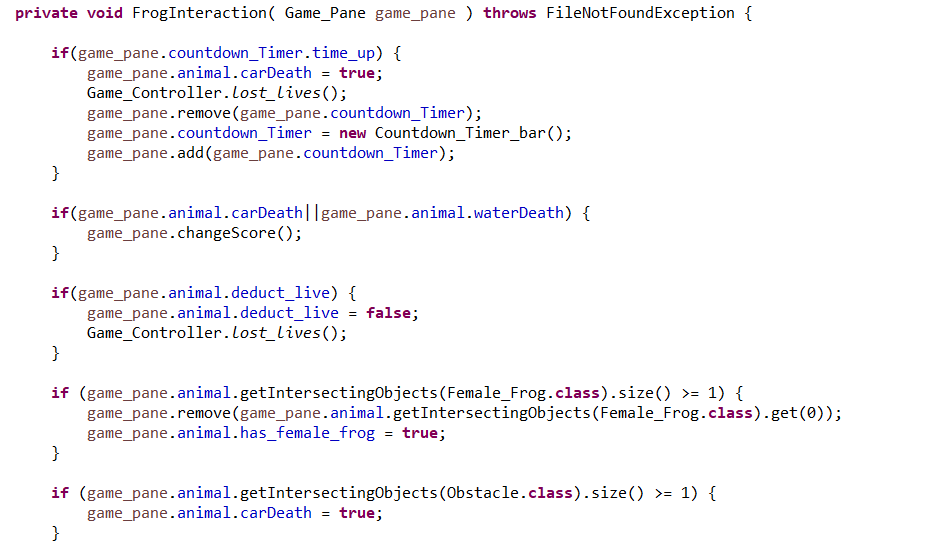 private void FrogInteraction( Game_Pane game_pane ) throws FileNotFoundException {
if(game_pane.countdown_Timer.time_up) {
game_pane.animal.carDeath = true;
Game_Controller.lost_lives();
game_pane.remove(game_pane.countdown_Timer);
game_pane.countdown_Timer = new Countdown_Timer_bar();
game_pane.add(game_pane.countdown_Timer);
}
if(game_pane.animal.carDeath||game_pane.animal.waterDeath) {
game_pane.changeScore();
}
if(game_pane.animal.deduct_live) {
game_pane.animal.deduct_live = false;
Game_Controller.lost_lives();
}
if (game_pane.animal.getIntersectingObjects(Female_Frog.class).size() >= 1) {
game_pane.remove(game_pane.animal.getIntersectingObjects(Female_Frog.class).get(0));
game_pane.animal.has_female_frog = true;
}
if (game_pane.animal.getIntersectingObjects(Obstacle.class).size() >= 1) {
game_pane.animal.carDeath = true;
}